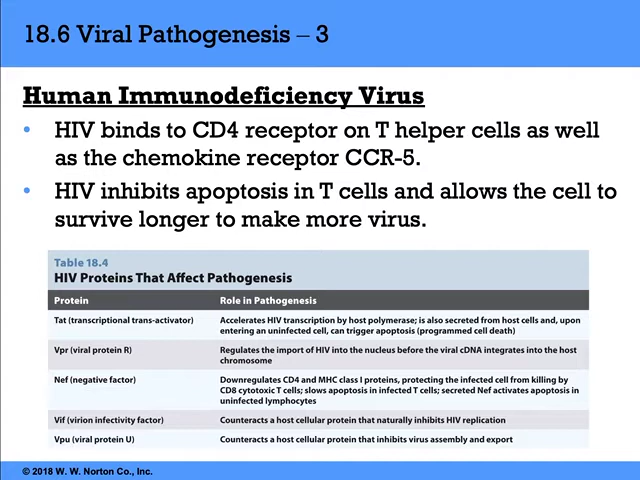 18.6 Viral Pathogenesis – 3
Human Immunodeficiency Virus
• HIV binds to CD4 receptor on T helper cells as well
as the chemokine receptor CCR-5.
• HIV inhibits apoptosis in T cells and allows the cell to
survive longer to make more virus.
Table 18.4
HIV Proteins That Affect Pathogenesis
Protein Role in Pathogenesis
Tat (transcriptional trans-activator) Accelerates HIV transcription by host polymerase; is also secreted from host cells and, upon
entering an uninfected cell, can trigger apoptosis (programmed cell death)
Vpr (viral protein R) Regulates the import of HIV into the nucleus before the viral cDNA integrates into the host
chromosome
Nef (negative factor) Downregulates CD4 and MHC class I proteins, protecting the infected cell from killing by
CD8 cytotoxic T cells; slows apoptosis in infected T cells; secreted Nef activates apoptosis in
uninfected lymphocytes
Vif (virion infectivity factor) Counteracts a host cellular protein that naturally inhibits HIV replication
Vpu (viral protein U) Counteracts a host cellular protein that inhibits virus assembly and export
© 2018 W. W. Norton Co., Inc.